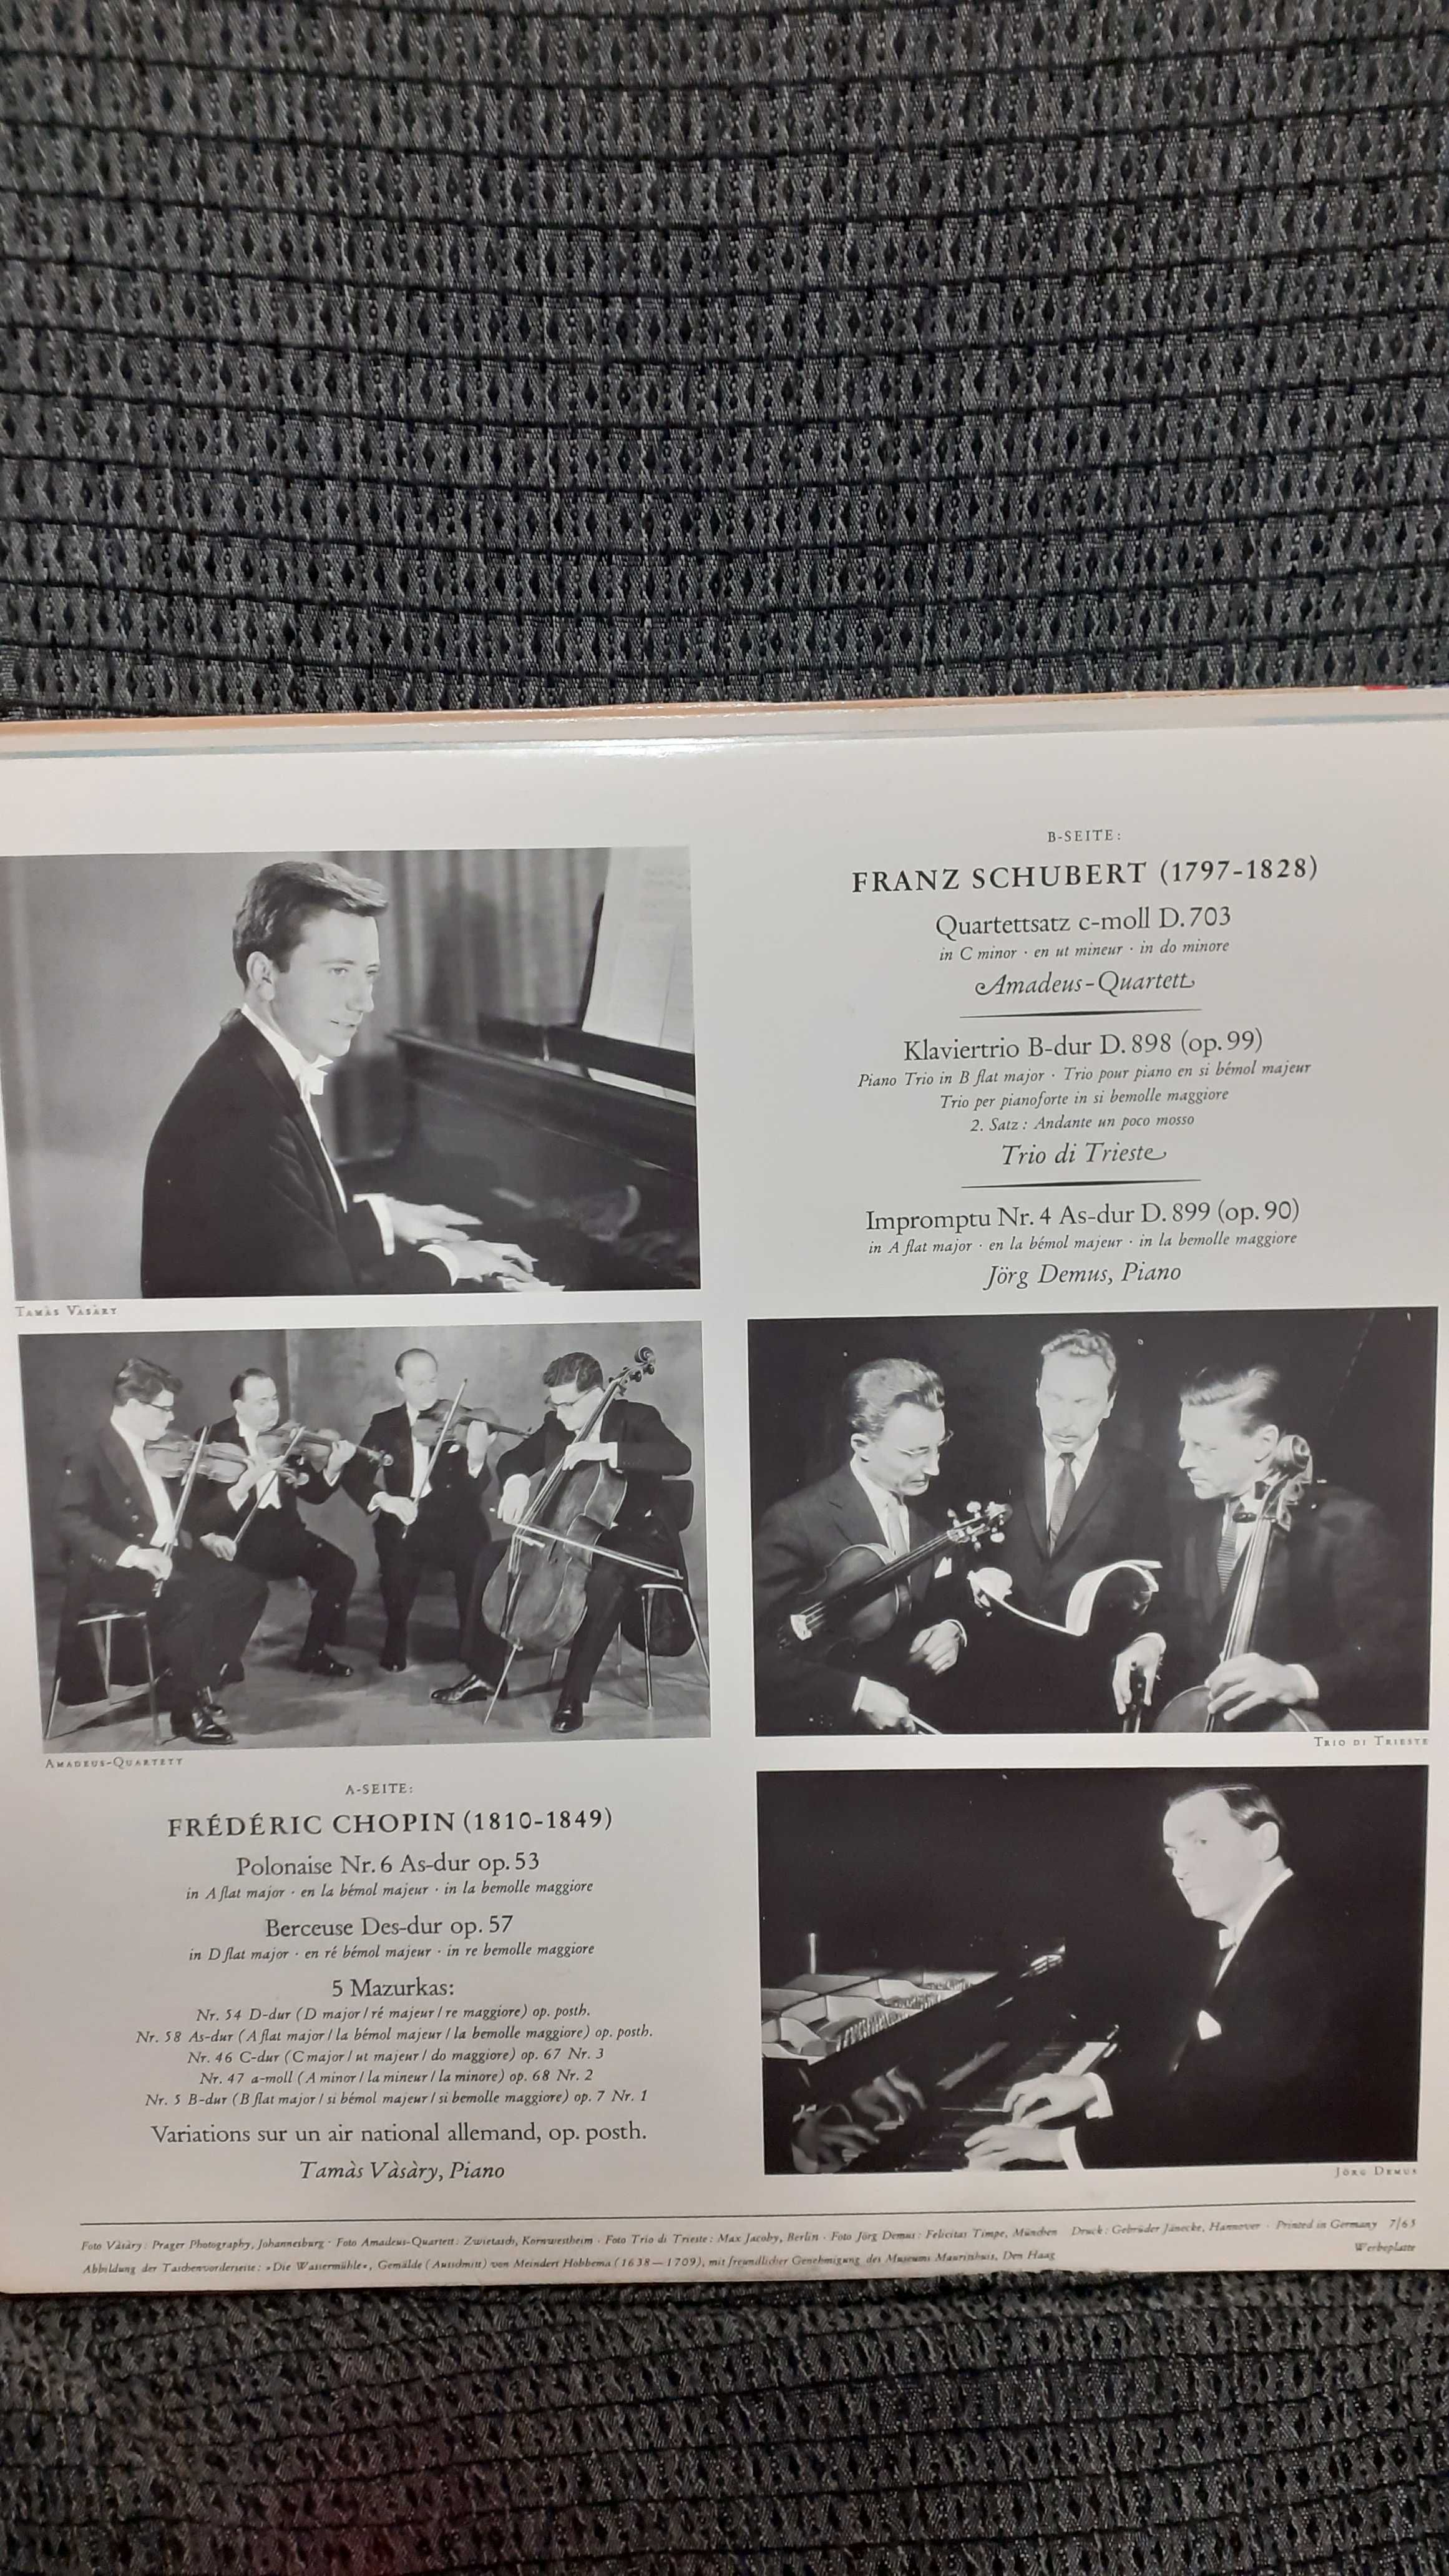 TAMÀS VÀSÀRY
AMADEUS-QUARTETT
A-SEITE:
FRÉDÉRIC CHOPIN (1810-1849)
Polonaise Nr. 6 As-dur op. 53
in A flat major · en la bémol majeur · in la bemolle maggiore
Berceuse Des-dur op. 57
in D flat major · en ré bémol majeur · in re bemolle maggiore
5 Mazurkas:
Nr. 54 D-dur (D major / ré majeur / re maggiore) op. posth.
Nr. 58 As-dur (A flat major / la bémol majeur / la bemolle maggiore) op. posth.
Nr. 46 C-dur (C major / ut majeur / do maggiore) op. 67 Nr. 3
Nr. 47 a-moll (A minor / la mineur / la minore) op. 68 Nr. 2
Nr. 5 B-dur (B flat major / si bémol majeur / si bemolle maggiore) op. 7 Nr. 1
Variations sur un air national allemand, op. posth.
Tamàs Vàsàry, Piano
B-SEITE:
FRANZ SCHUBERT (1797-1828)
Quartettsatz c-moll D. 703
in C minor · en ut mineur · in do minore
Amadeus-Quartett
Klaviertrio B-dur D. 898 (op. 99)
Piano Trio in B flat major · Trio pour piano en si bémol majeur
Trio per pianoforte in si bemolle maggiore
2. Satz : Andante un poco mosso
Trio di Trieste
Impromptu Nr. 4 As-dur D. 899 (op. 90)
in A flat major · en la bémol majeur · in la bemolle maggiore
Jörg Demus, Piano
TRIO DI TRIESTE
JÖRG DEMUS
Foto Vàsàry: Prager Photography, Johannesburg · Foto Amadeus-Quartett: Zwietasch, Kornwestheim · Foto Trio di Trieste: Max Jacoby, Berlin · Foto Jörg Demus: Felicitas Timpe, München Druck: Gebrüder Jänecke, Hannover · Printed in Germany 7/65
Abbildung der Taschenvorderseite: »Die Wassermühle«, Gemälde (Ausschnitt) von Meindert Hobbema (1638—1709), mit freundlicher Genehmigung des Museums Mauritshuis, Den Haag
Werbeplatte